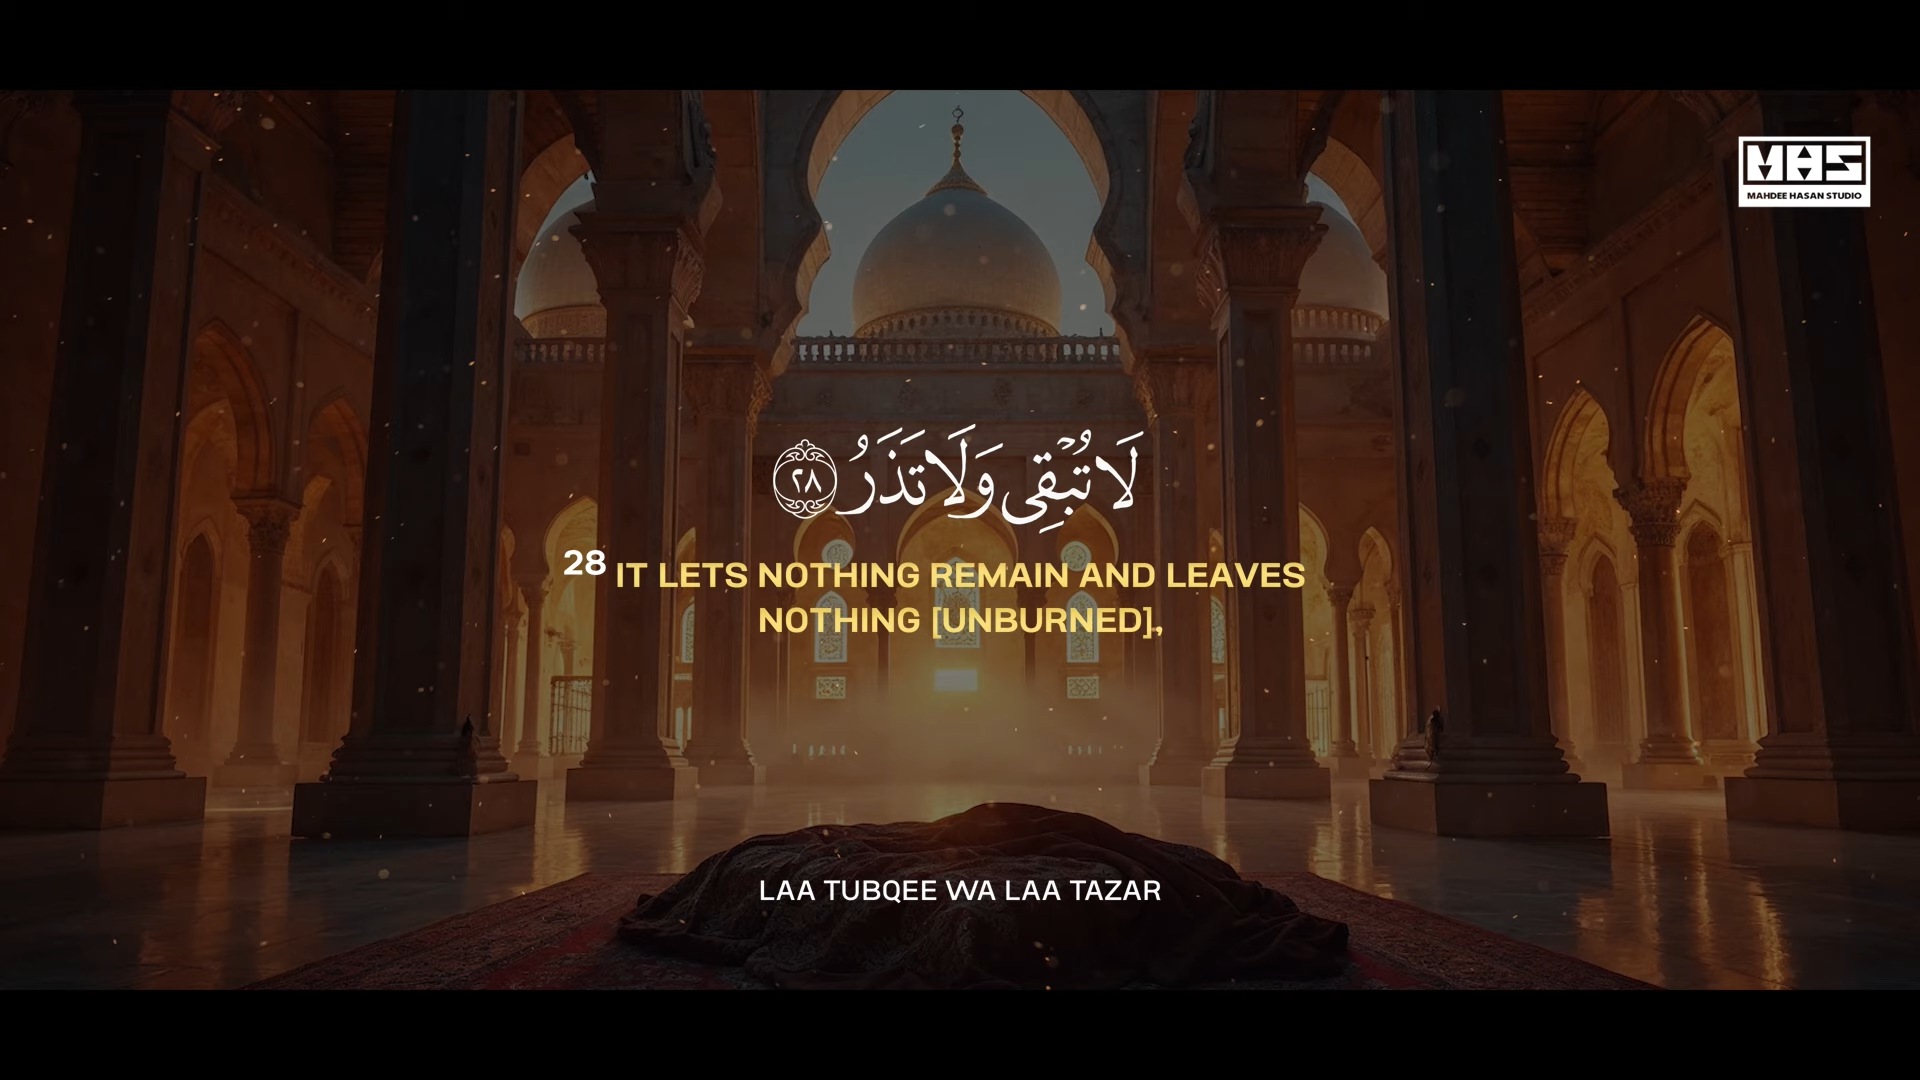 MHS
MAHDEE HASAN STUDIO
لَا تُبْقِى وَلَا تَذَرُ ٢٨
28 IT LETS NOTHING REMAIN AND LEAVES
NOTHING [UNBURNED],
LAA TUBQEE WA LAA TAZAR